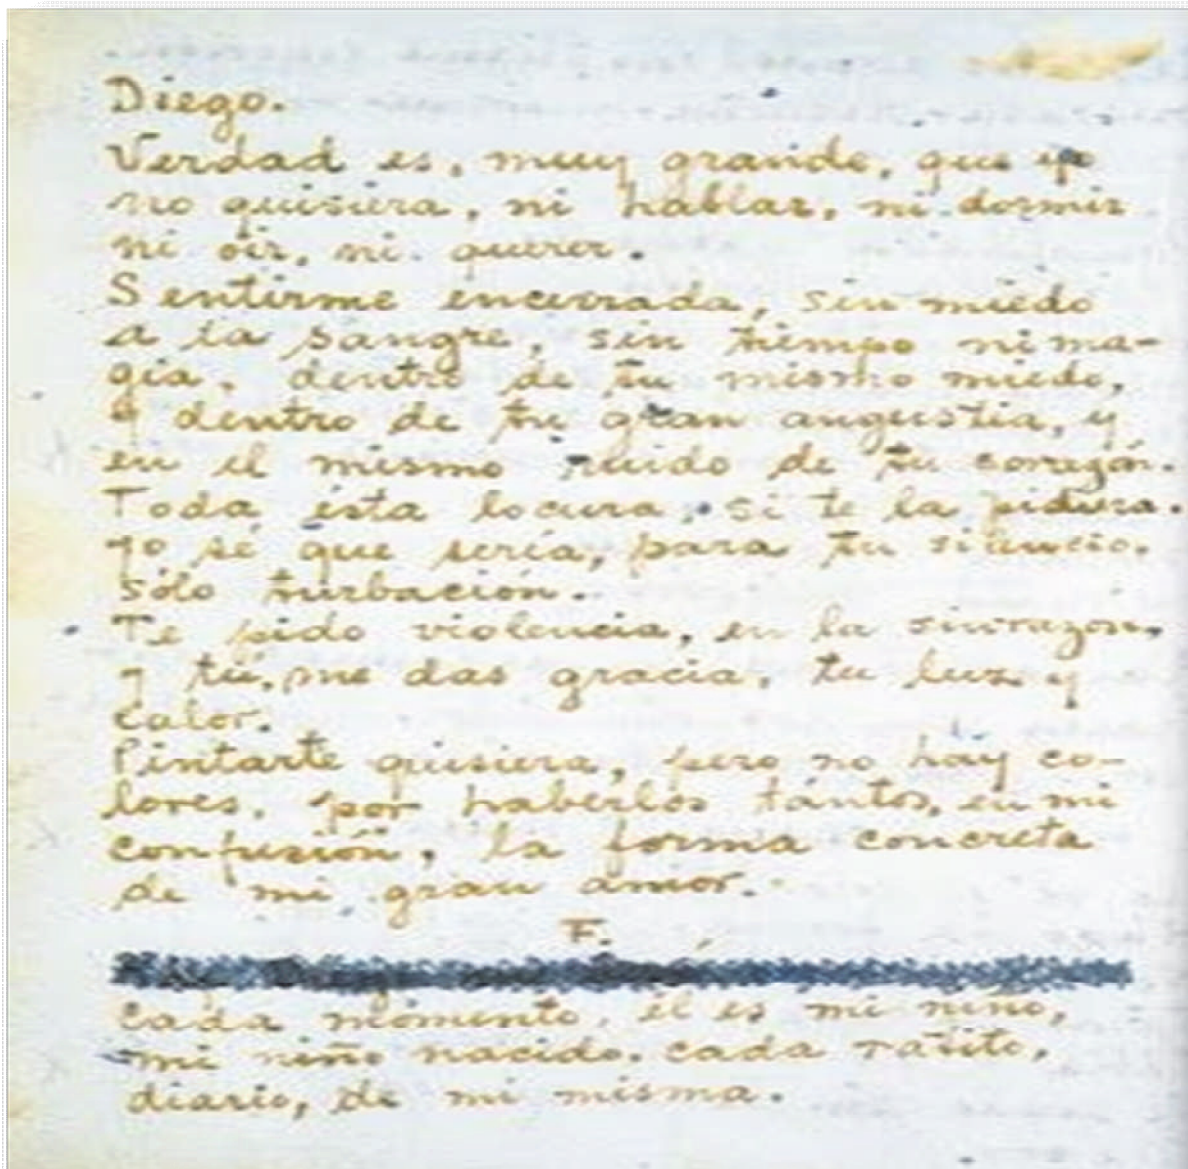 Diego.
Verdad es, muy grande, que yo
no quisiera, ni hablar, ni dormir
ni oir, ni querer.
Sentirme encerrada, sin miedo
a la sangre, sin tiempo ni ma-
gia, dentro de tu mismo miedo,
y dentro de tu gran angustia, y
en el mismo ruido de tu corazón.
Toda ésta locura, si te la pidiera.
yo sé que sería, para tu silencio,
sólo turbación.
Te pido violencia, en la sinrazón,
y tú, me das gracia, tu luz y
calor.
Pintarte quisiera, pero no hay co-
lores, por haberlos tántos, en mi
confusión, la forma concreta
de mi gran amor.
F.
Cada momento, él es mi niño,
mi niño nacido, cada ratito,
diario, de mi misma.